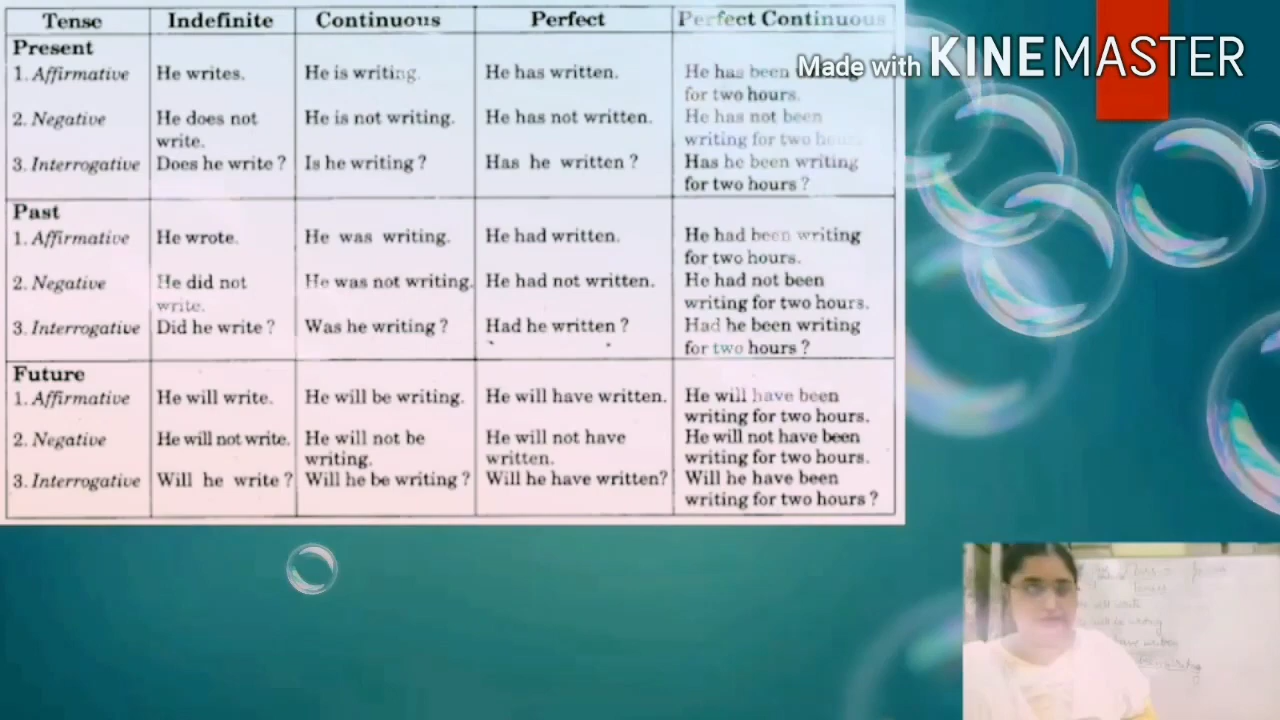 Tense Indefinite Continuous Perfect Perfect Continuous
Present
1. Affirmative He writes. He is writing. He has written. He has been
for two hours.
2. Negative He does not He is not writing. He has not written. He has not been
write. writing for two hours.
3. Interrogative Does he write ? Is he writing ? Has he written ? Has he been writing
for two hours ?
Past
1. Affirmative He wrote. He was writing. He had written. He had been writing
for two hours.
2. Negative He did not He was not writing. He had not written. He had not been
write. writing for two hours.
3. Interrogative Did he write ? Was he writing ? Had he written ? Had he been writing
for two hours ?
Future
1. Affirmative He will write. He will be writing. He will have written. He will have been
writing for two hours.
2. Negative He will not write. He will not be He will not have He will not have been
writing. written. writing for two hours.
3. Interrogative Will he write ? Will he be writing ? Will he have written? Will he have been
writing for two hours ?
Made with KINEMASTER
Tenses
will write